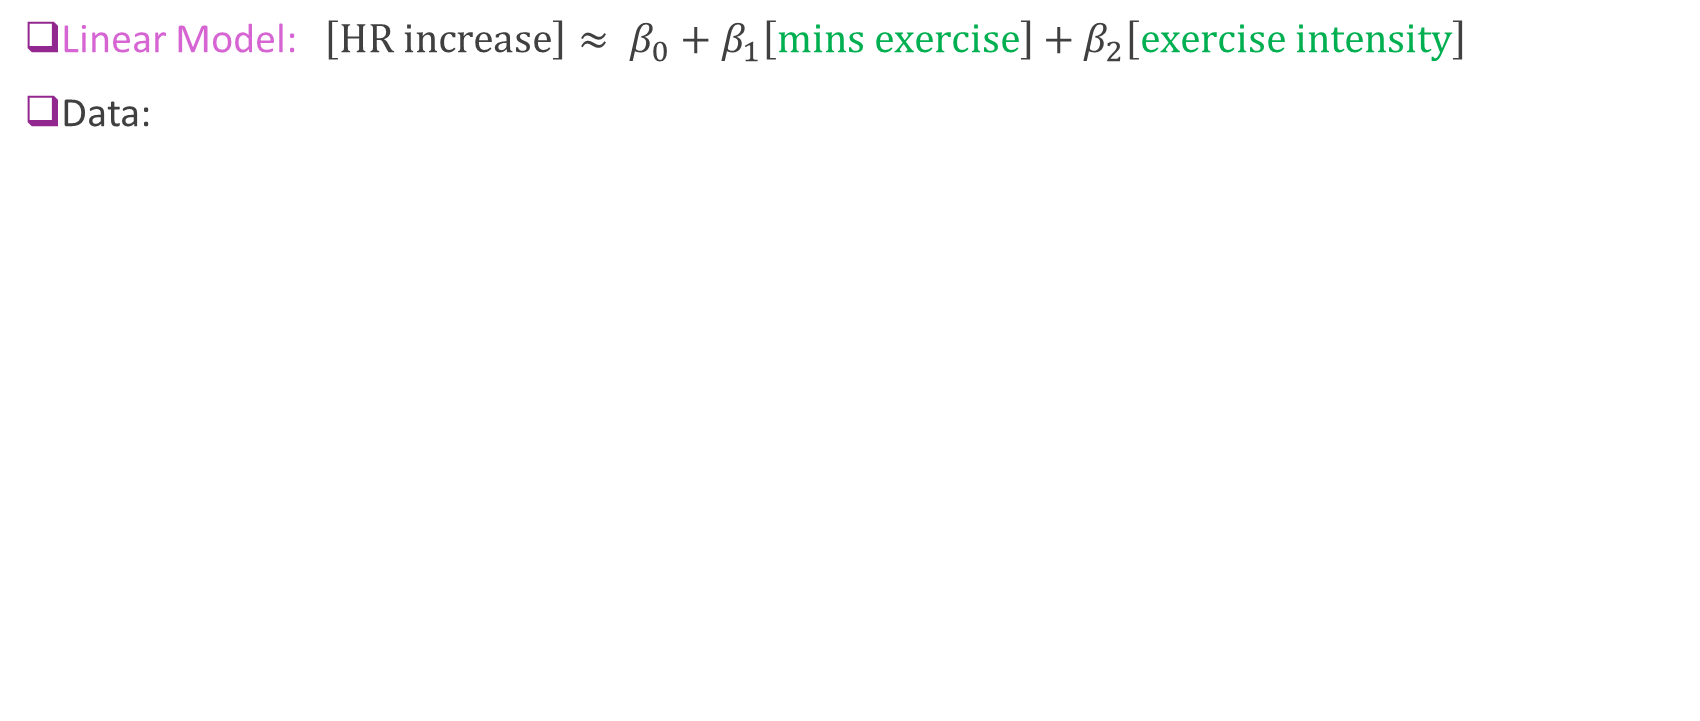 ❑Linear Model: [HR increase] ≈ β₀ + β₁[mins exercise] + β₂[exercise intensity]
❑Data: